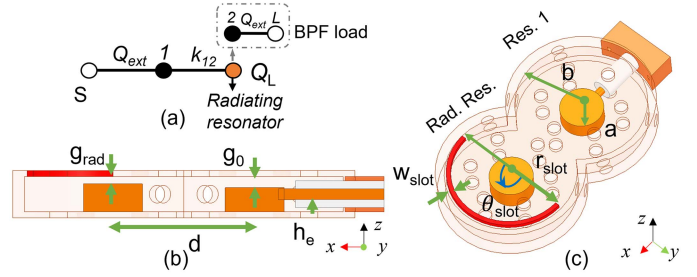 2 Q_ext L
BPF load
Q_ext 1 k_12
S
Q_L
Radiating
resonator
(a)
g_rad
g_0
d
h_e
z
x y
(b)
Res. 1
b
a
Rad. Res.
r_slot
w_slot
θ_slot
z
x y
(c)